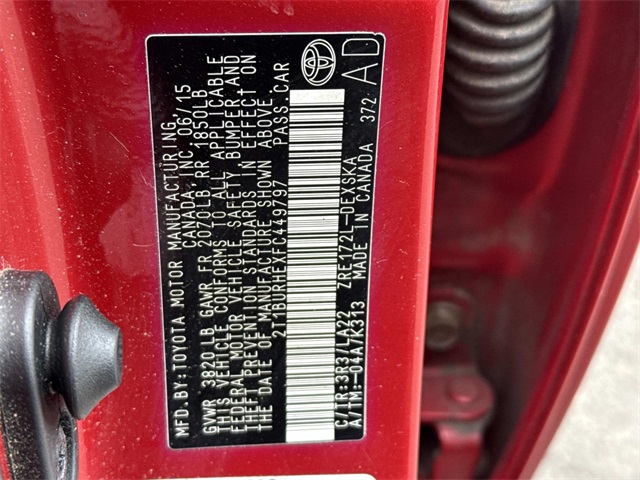 MFD.BY:TOYOTA MOTOR MANUFACTURING
CANADA, INC. 06/15
GVWR 3820LB GAWR FR 2070LB RR 1850LB
THIS VEHICLE CONFORMS TO ALL APPLICABLE
FEDERAL MOTOR VEHICLE SAFETY BUMPER AND
THEFT PREVENTION STANDARDS IN EFFECT ON
THE DATE OF MANUFACTURE SHOWN ABOVE.
2T1BURHEXFC449797 PASS.CAR
C/TR:3R3/LA22 ZRE172L-DEXSKA
A/TM:-04A/K313 MADE IN CANADA 372
AD